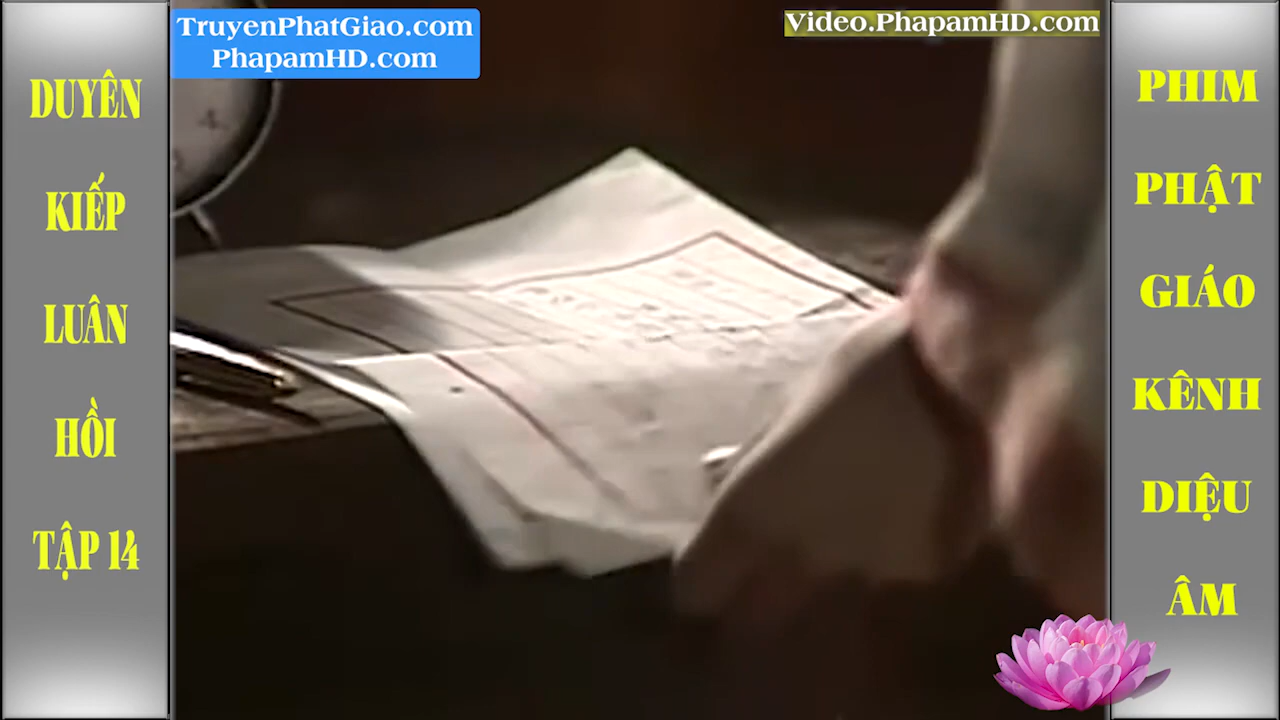 TruyenPhatGiao.com
PhapamHD.com
Video.PhapamHD.com
DUYÊN
KIẾP
LUÂN
HỒI
TẬP 14
PHIM
PHẬT
GIÁO
KÊNH
DIỆU
ÂM
4